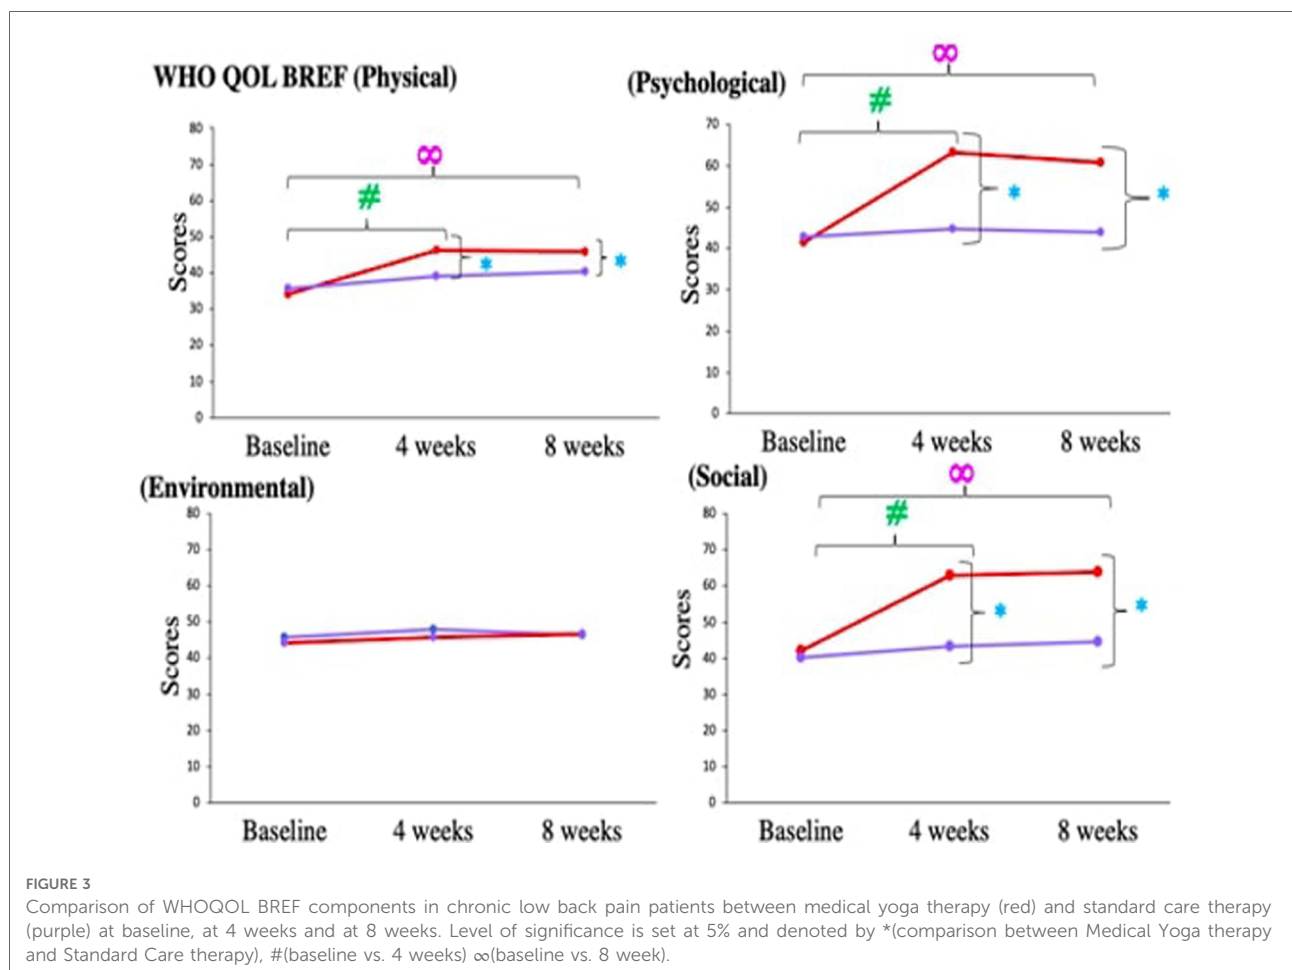 WHO QOL BREF (Physical)
∞
#
80
70
60
50
40
30
20
10
0
Scores
*
*
Baseline
4 weeks
8 weeks
(Psychological)
∞
#
70
60
50
40
30
20
10
0
Scores
*
*
Baseline
4 weeks
8 weeks
(Environmental)
80
70
60
50
40
30
20
10
0
Scores
Baseline
4 weeks
8 weeks
(Social)
∞
#
80
70
60
50
40
30
20
10
0
Scores
*
*
Baseline
4 weeks
8 weeks
FIGURE 3
Comparison of WHOQOL BREF components in chronic low back pain patients between medical yoga therapy (red) and standard care therapy
(purple) at baseline, at 4 weeks and at 8 weeks. Level of significance is set at 5% and denoted by *(comparison between Medical Yoga therapy
and Standard Care therapy), #(baseline vs. 4 weeks) ∞(baseline vs. 8 week).